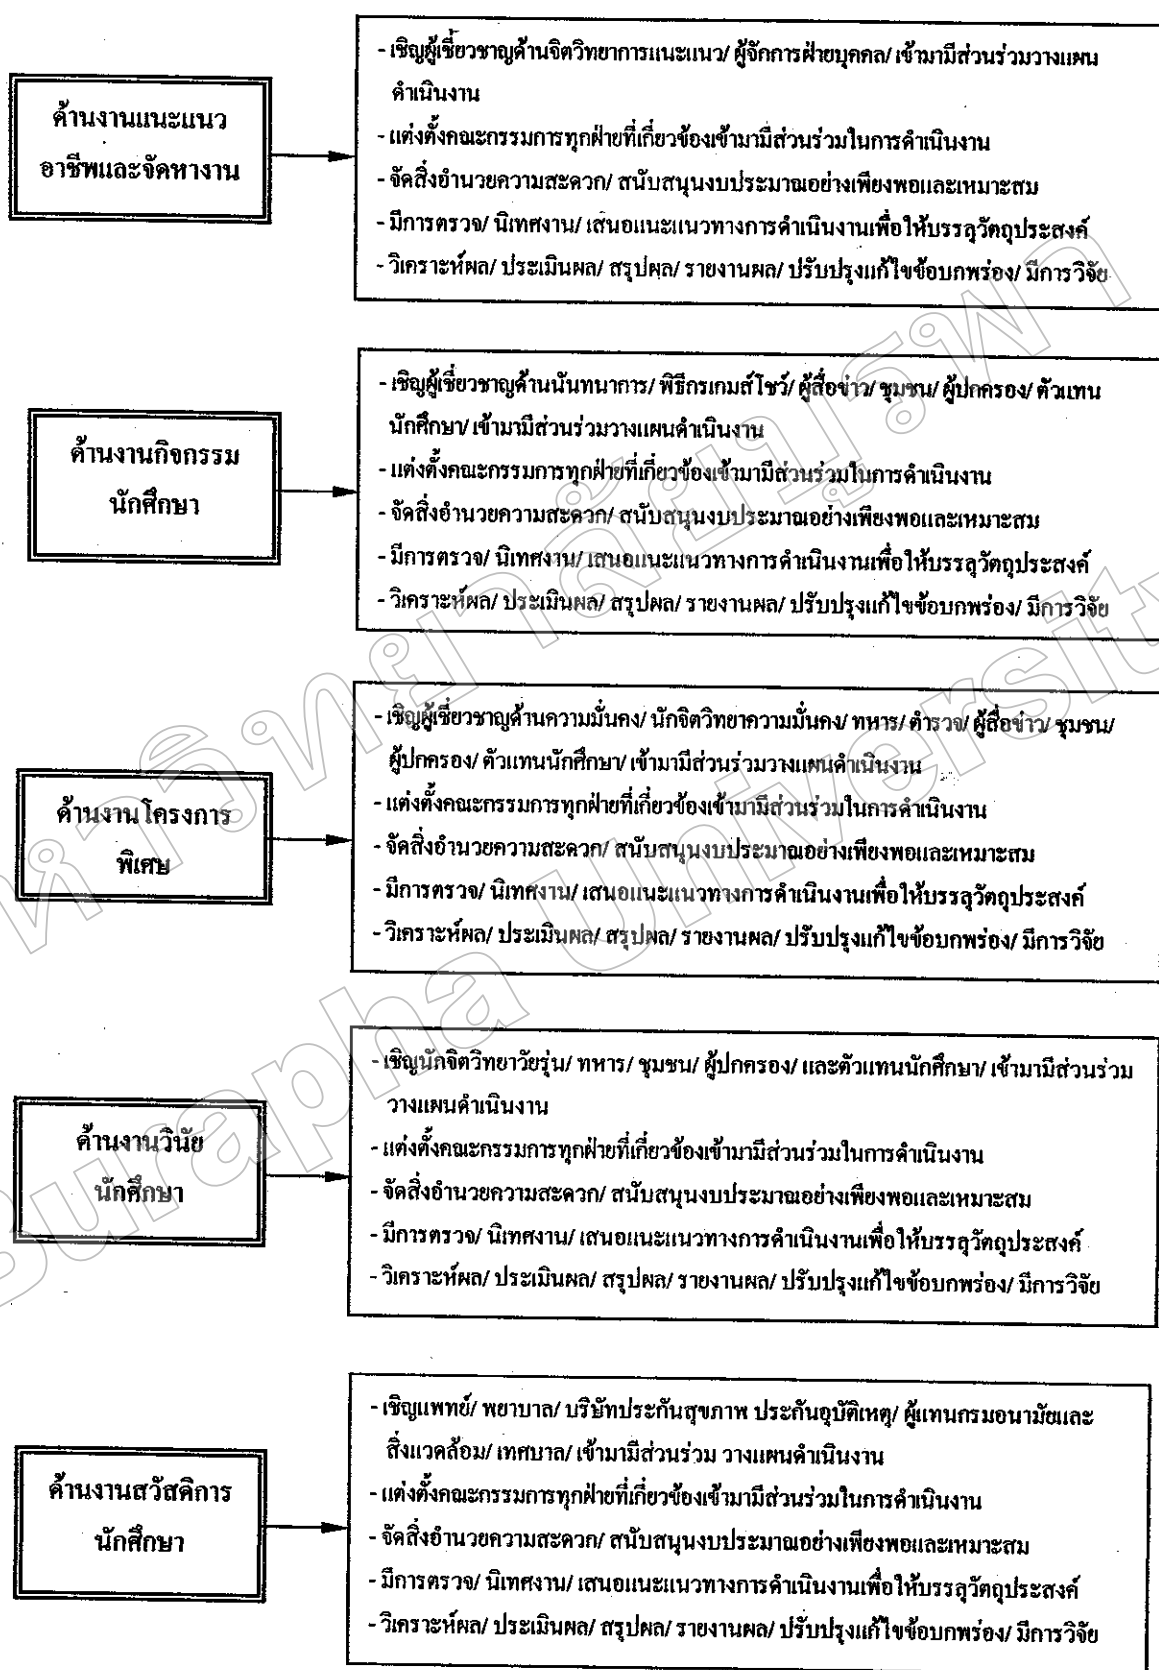 ด้านงานแนะแนว
อาชีพและจัดหางาน
- เชิญผู้เชี่ยวชาญด้านจิตวิทยาการแนะแนว/ ผู้จัการฝ่ายบุคคล/ เข้ามามีส่วนร่วมวางแผน
ดำเนินงาน
- แต่งตั้งคณะกรรมการทุกฝ่ายที่เกี่ยวข้องเข้ามามีส่วนร่วมในการดำเนินงาน
- จัดสิ่งอำนวยความสะดวก/ สนับสนุนงบประมาณอย่างเพียงพอและเหมาะสม
- มีการตรวจ/ นิเทศงาน/ เสนอแนะแนวทางการดำเนินงานเพื่อให้บรรลุวัตถุประสงค์
- วิเคราะห์ผล/ ประเมินผล/ สรุปผล/ รายงานผล/ ปรับปรุงแก้ไขข้อบกพร่อง/ มีการวิจัย
ด้านงานกิจกรรม
นักศึกษา
- เชิญผู้เชี่ยวชาญด้านนันทนาการ/ พิธีกรเกมส์โชว์/ ผู้สื่อข่าว/ ชุมชน/ ผู้ปกครอง/ ตัวแทน
นักศึกษา/ เข้ามามีส่วนร่วมวางแผนดำเนินงาน
- แต่งตั้งคณะกรรมการทุกฝ่ายที่เกี่ยวข้องเข้ามามีส่วนร่วมในการดำเนินงาน
- จัดสิ่งอำนวยความสะดวก/ สนับสนุนงบประมาณอย่างเพียงพอและเหมาะสม
- มีการตรวจ/ นิเทศงาน/ เสนอแนะแนวทางการดำเนินงานเพื่อให้บรรลุวัตถุประสงค์
- วิเคราะห์ผล/ ประเมินผล/ สรุปผล/ รายงานผล/ ปรับปรุงแก้ไขข้อบกพร่อง/ มีการวิจัย
ด้านงานโครงการ
พิเศษ
- เชิญผู้เชี่ยวชาญด้านความมั่นคง/ นักจิตวิทยาความมั่นคง/ ทหาร/ ตำรวจ/ ผู้สื่อข่าว/ ชุมชน/
ผู้ปกครอง/ ตัวแทนนักศึกษา/ เข้ามามีส่วนร่วมวางแผนดำเนินงาน
- แต่งตั้งคณะกรรมการทุกฝ่ายที่เกี่ยวข้องเข้ามามีส่วนร่วมในการดำเนินงาน
- จัดสิ่งอำนวยความสะดวก/ สนับสนุนงบประมาณอย่างเพียงพอและเหมาะสม
- มีการตรวจ/ นิเทศงาน/ เสนอแนะแนวทางการดำเนินงานเพื่อให้บรรลุวัตถุประสงค์
- วิเคราะห์ผล/ ประเมินผล/ สรุปผล/ รายงานผล/ ปรับปรุงแก้ไขข้อบกพร่อง/ มีการวิจัย
ด้านงานวินัย
นักศึกษา
- เชิญนักจิตวิทยาวัยรุ่น/ ทหาร/ ชุมชน/ ผู้ปกครอง/ และตัวแทนนักศึกษา/ เข้ามามีส่วนร่วม
วางแผนดำเนินงาน
- แต่งตั้งคณะกรรมการทุกฝ่ายที่เกี่ยวข้องเข้ามามีส่วนร่วมในการดำเนินงาน
- จัดสิ่งอำนวยความสะดวก/ สนับสนุนงบประมาณอย่างเพียงพอและเหมาะสม
- มีการตรวจ/ นิเทศงาน/ เสนอแนะแนวทางการดำเนินงานเพื่อให้บรรลุวัตถุประสงค์
- วิเคราะห์ผล/ ประเมินผล/ สรุปผล/ รายงานผล/ ปรับปรุงแก้ไขข้อบกพร่อง/ มีการวิจัย
ด้านงานสวัสดิการ
นักศึกษา
- เชิญแพทย์/ พยาบาล/ บริษัทประกันสุขภาพ ประกันอุบัติเหตุ/ ผู้แทนกรมอนามัยและ
สิ่งแวดล้อม/ เทศบาล/ เข้ามามีส่วนร่วม วางแผนดำเนินงาน
- แต่งตั้งคณะกรรมการทุกฝ่ายที่เกี่ยวข้องเข้ามามีส่วนร่วมในการดำเนินงาน
- จัดสิ่งอำนวยความสะดวก/ สนับสนุนงบประมาณอย่างเพียงพอและเหมาะสม
- มีการตรวจ/ นิเทศงาน/ เสนอแนะแนวทางการดำเนินงานเพื่อให้บรรลุวัตถุประสงค์
- วิเคราะห์ผล/ ประเมินผล/ สรุปผล/ รายงานผล/ ปรับปรุงแก้ไขข้อบกพร่อง/ มีการวิจัย
หาวิทยาลัยบูรพา
Burapha University